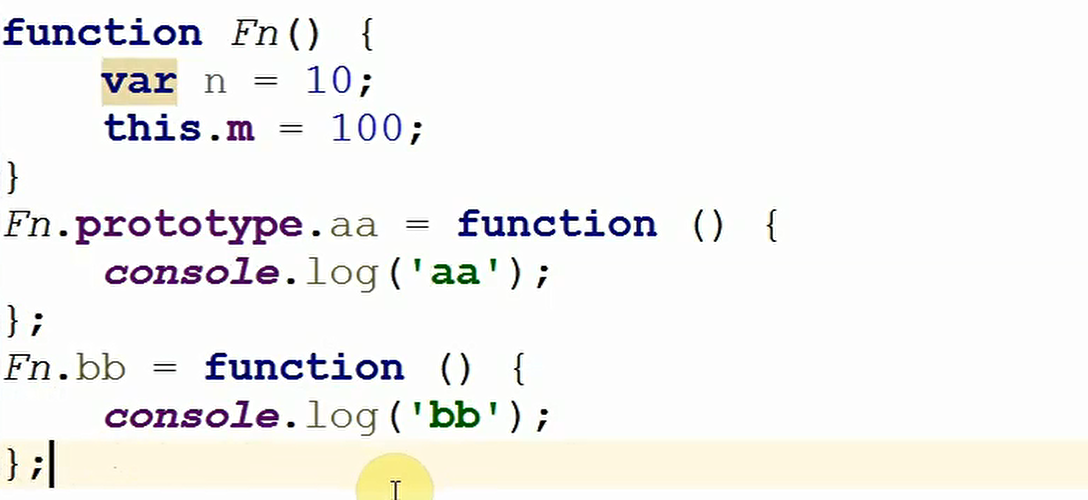 function Fn() {
    var n = 10;
    this.m = 100;
}
Fn.prototype.aa = function () {
    console.log('aa');
};
Fn.bb = function () {
    console.log('bb');
};